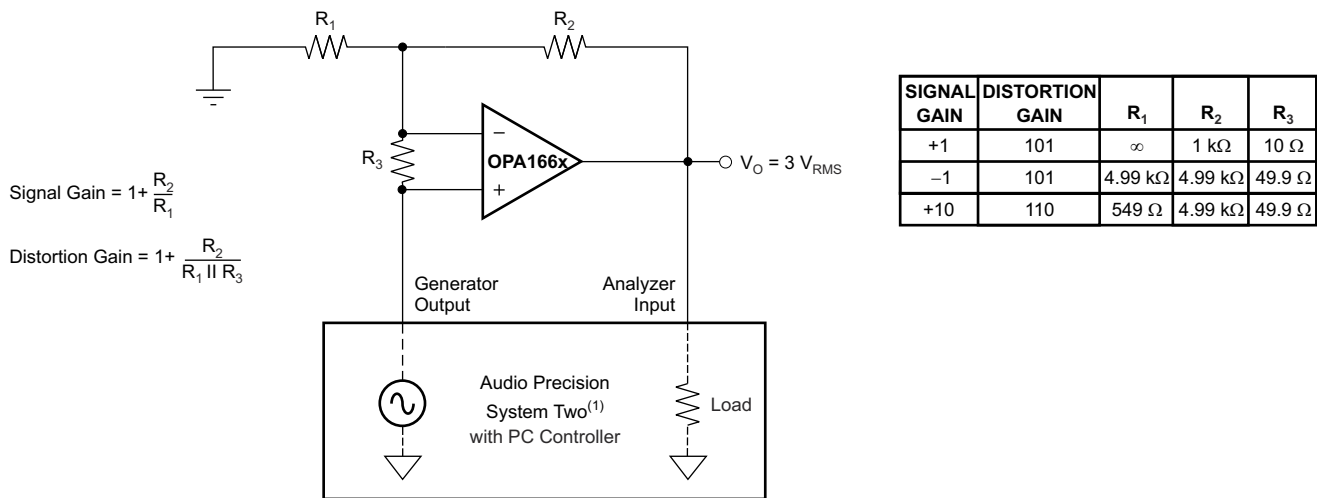 R1
R2
R3
−
+
OPA166x
VO = 3 VRMS
Signal Gain = 1+ R2/R1
Distortion Gain = 1+ R2/(R1 II R3)
Generator
Output
Analyzer
Input
Audio Precision
System Two(1)
with PC Controller
Load
SIGNAL GAIN DISTORTION GAIN R1 R2 R3
+1 101 ∞ 1 kΩ 10 Ω
−1 101 4.99 kΩ 4.99 kΩ 49.9 Ω
+10 110 549 Ω 4.99 kΩ 49.9 Ω